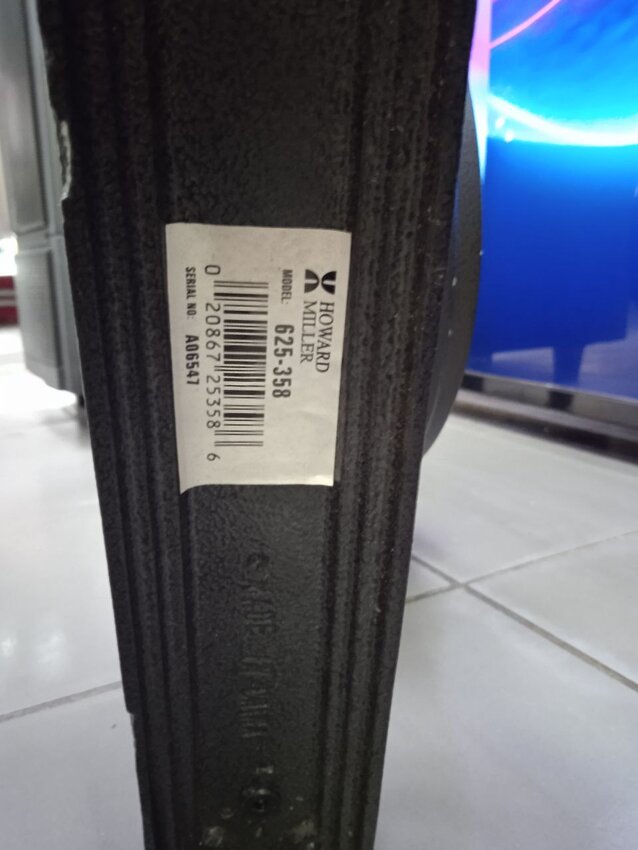 HOWARD
MILLER
MODEL: 625-358
0 20867 25358 6
SERIAL NO: A06547